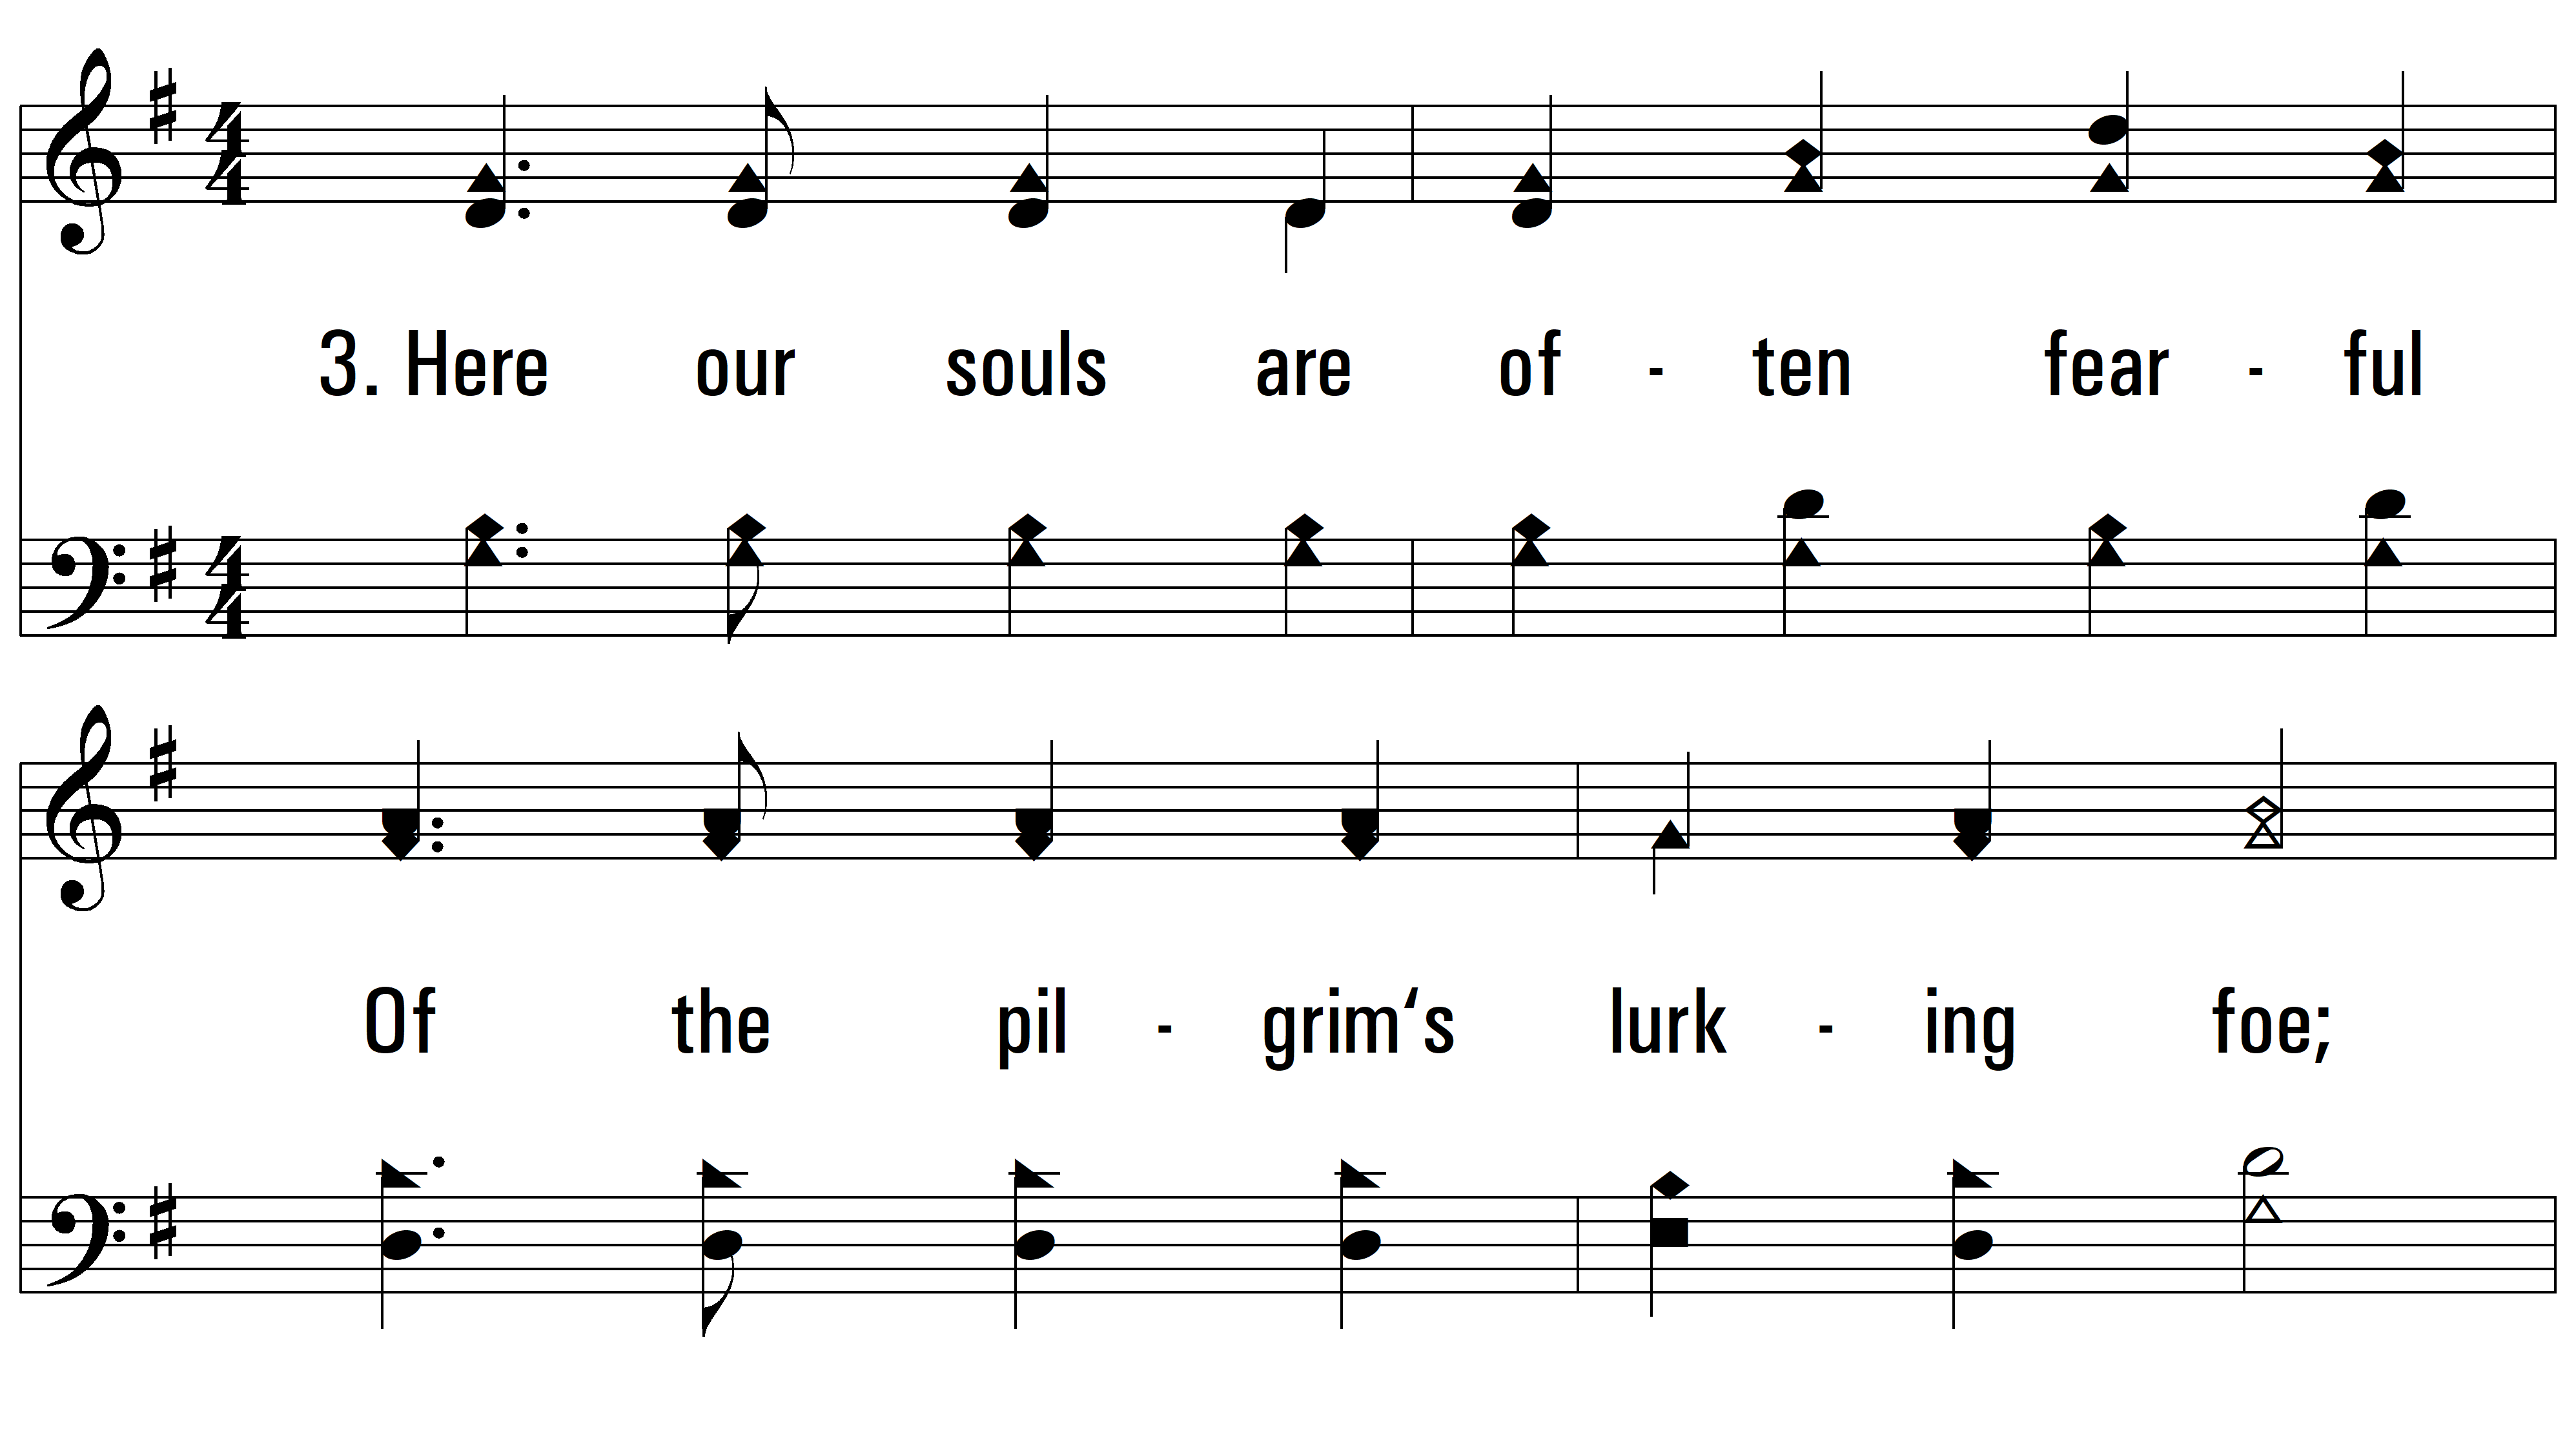 3. Here our souls are of - ten fear - ful
Of the pil - grim‘s lurk - ing foe;